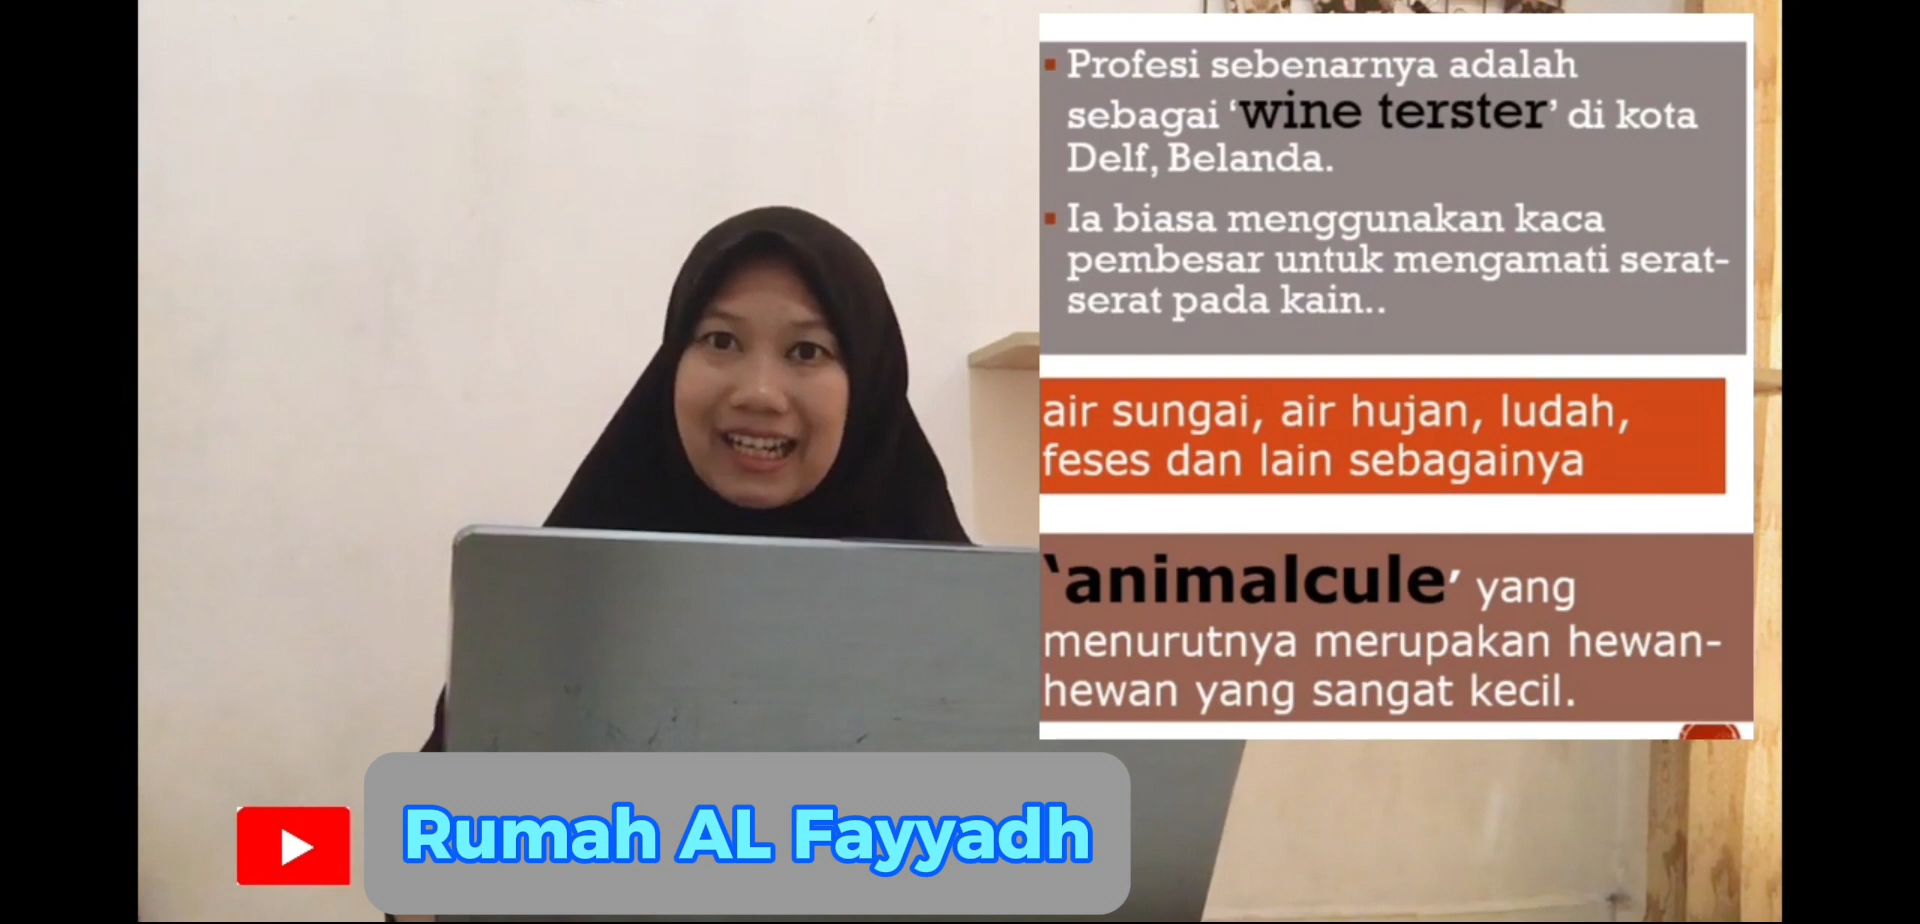 Profesi sebenarnya adalah
sebagai ‘wine terster’ di kota
Delf, Belanda.
Ia biasa menggunakan kaca
pembesar untuk mengamati serat-
serat pada kain..
air sungai, air hujan, ludah,
feses dan lain sebagainya
‘animalcule’ yang
menurutnya merupakan hewan-
hewan yang sangat kecil.
Rumah AL Fayyadh